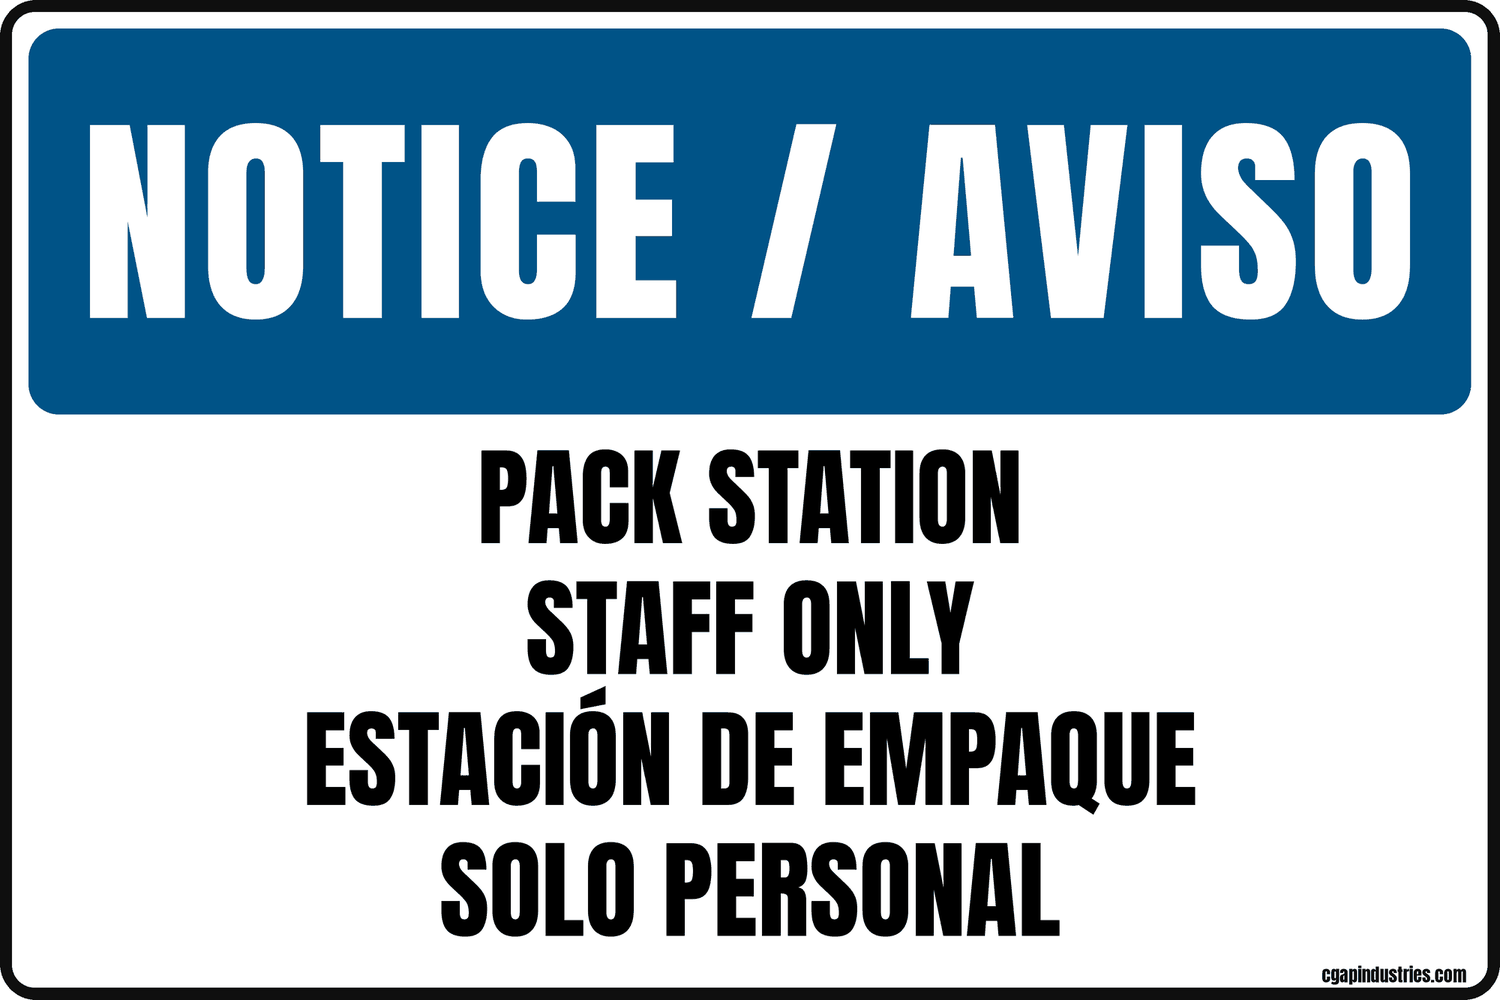 NOTICE / AVISO
PACK STATION
STAFF ONLY
ESTACIÓN DE EMPAQUE
SOLO PERSONAL
cgapindustries.com